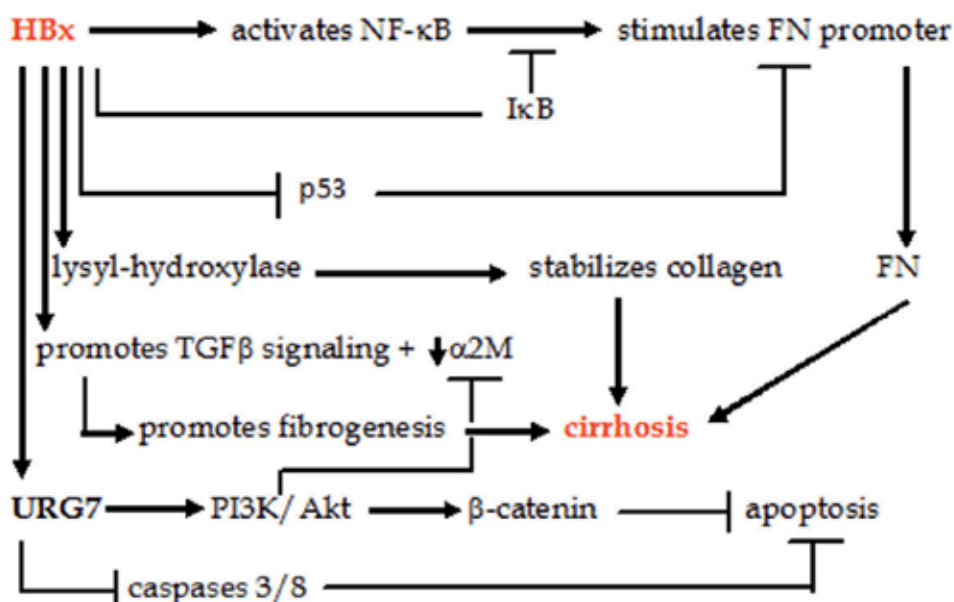 HBx activates NF-κB stimulates FN promoter
IκB
p53
lysyl-hydroxylase stabilizes collagen FN
promotes TGFβ signaling + α2M
promotes fibrogenesis cirrhosis
URG7 PI3K/Akt β-catenin apoptosis
caspases 3/8